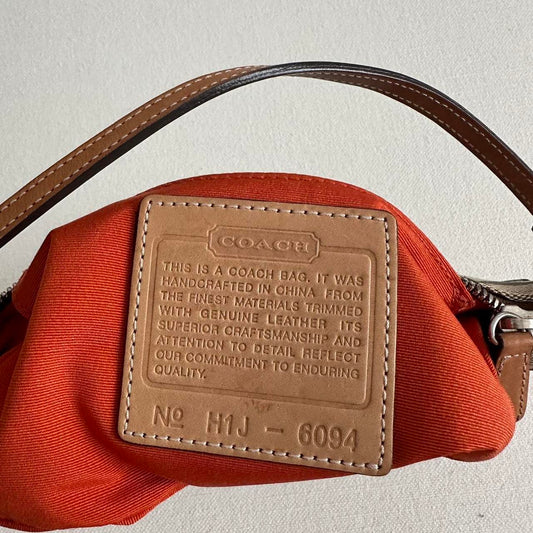 COACH
THIS IS A COACH BAG. IT WAS
HANDCRAFTED IN CHINA FROM
THE FINEST MATERIALS TRIMMED
WITH GENUINE LEATHER ITS
SUPERIOR CRAFTSMANSHIP AND
ATTENTION TO DETAIL REFLECT
OUR COMMITMENT TO ENDURING
QUALITY.
No H1J - 6094